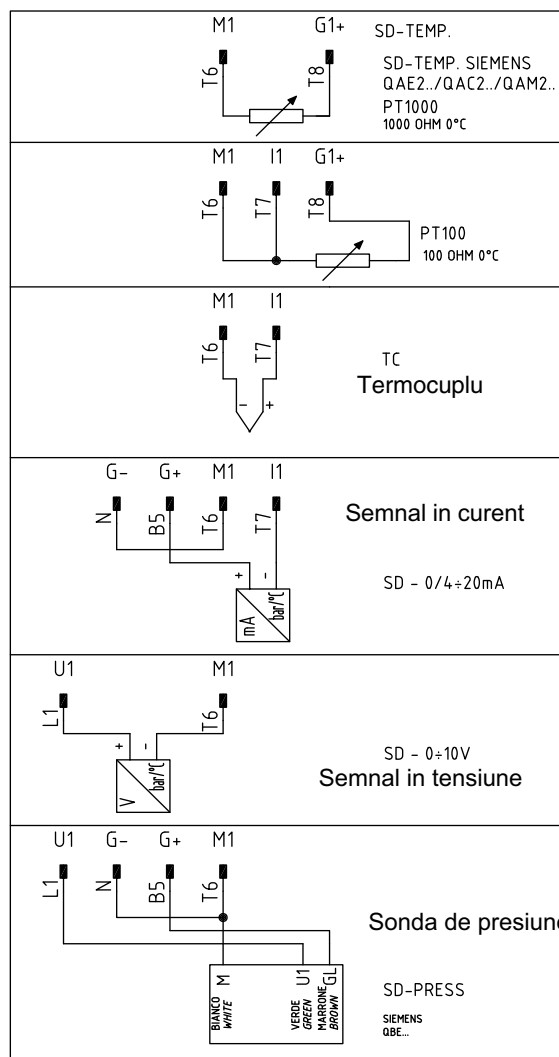 M1 G1+ SD-TEMP.
T6 T8 SD-TEMP. SIEMENS
QAE2../QAC2../QAM2..
PT1000
1000 OHM 0°C
M1 I1 G1+
T6 T7 T8
PT100
100 OHM 0°C
M1 I1
T6 T7
TC
Termocuplu
- +
G- G+ M1 I1
N B5 T6 T7
Semnal in curent
+ -
mA bar/°C
SD - 0/4÷20mA
U1 M1
L1 T6
+ -
V bar/°C
SD - 0÷10V
Semnal in tensiune
U1 G- G+ M1
L1 N B5 T6
Sonda de presiune
M U1 GL
BIANCO VERDE MARRONE
WHITE GREEN BROWN
SD-PRESS
SIEMENS
QBE...